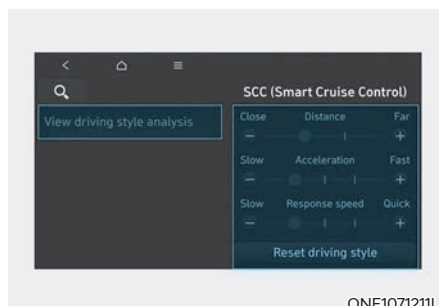 SCC (Smart Cruise Control)
View driving style analysis
Close Distance Far
Slow Acceleration Fast
Slow Response speed Quick
Reset driving style
ONE1071211L